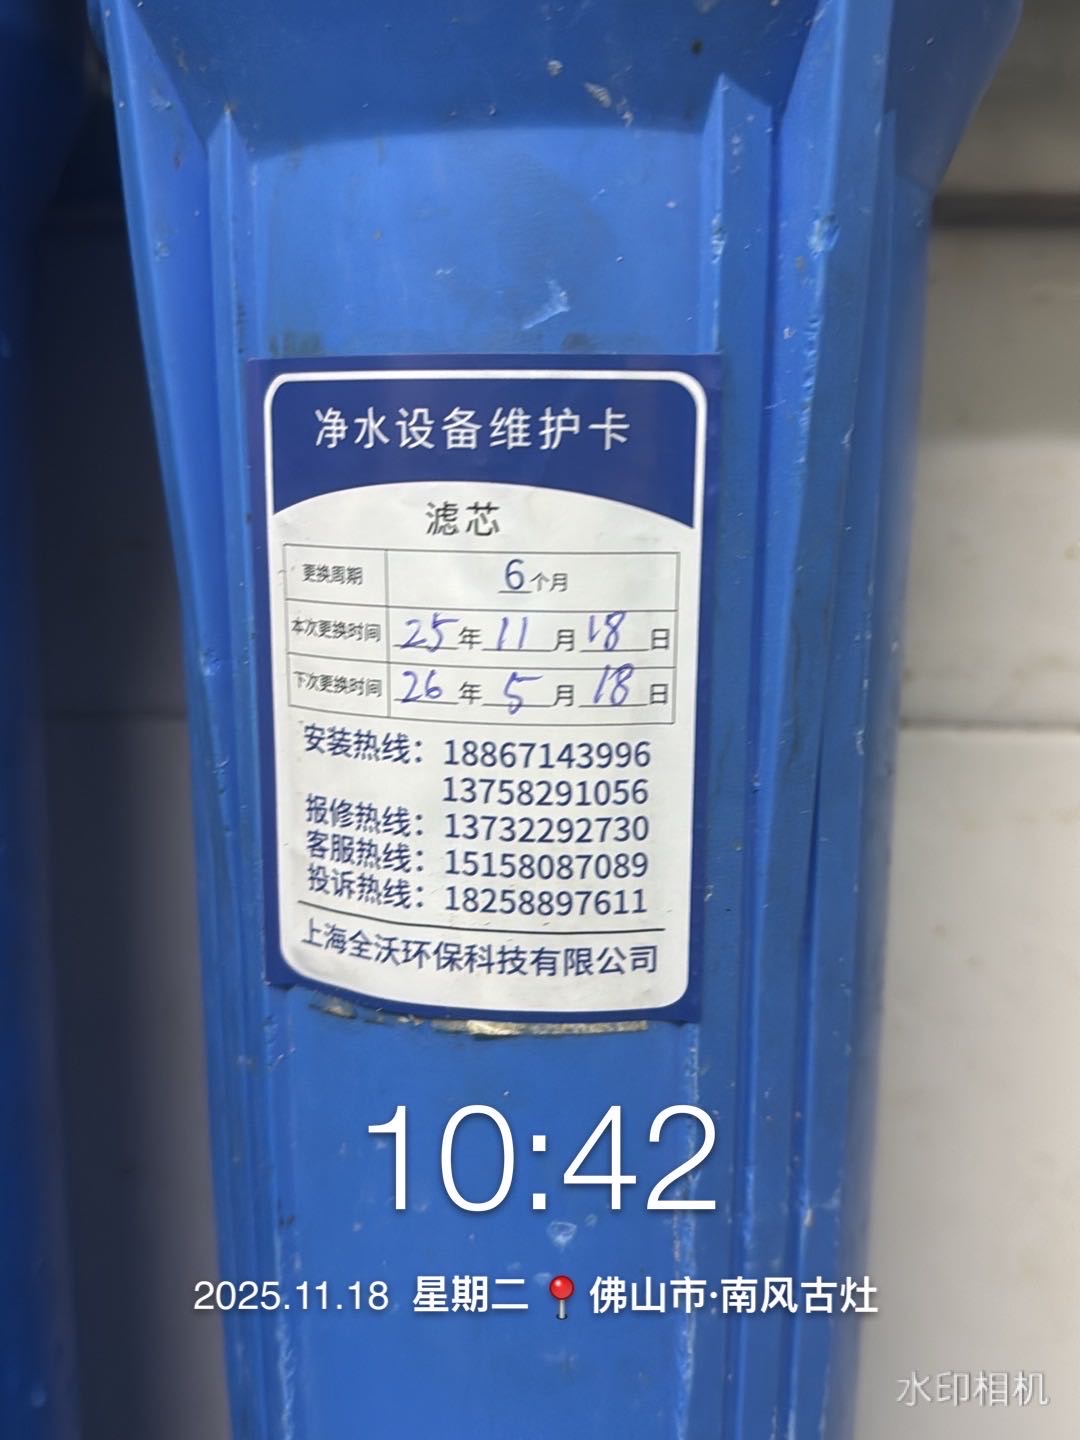 净水设备维护卡
滤芯
更换周期 6个月
本次更换时间 25年11月18日
下次更换时间 26年5月18日
安装热线：18867143996
13758291056
报修热线：13732292730
客服热线：15158087089
投诉热线：18258897611
上海全沃环保科技有限公司
10:42
2025.11.18 星期二 📍佛山市·南风古灶
水印相机